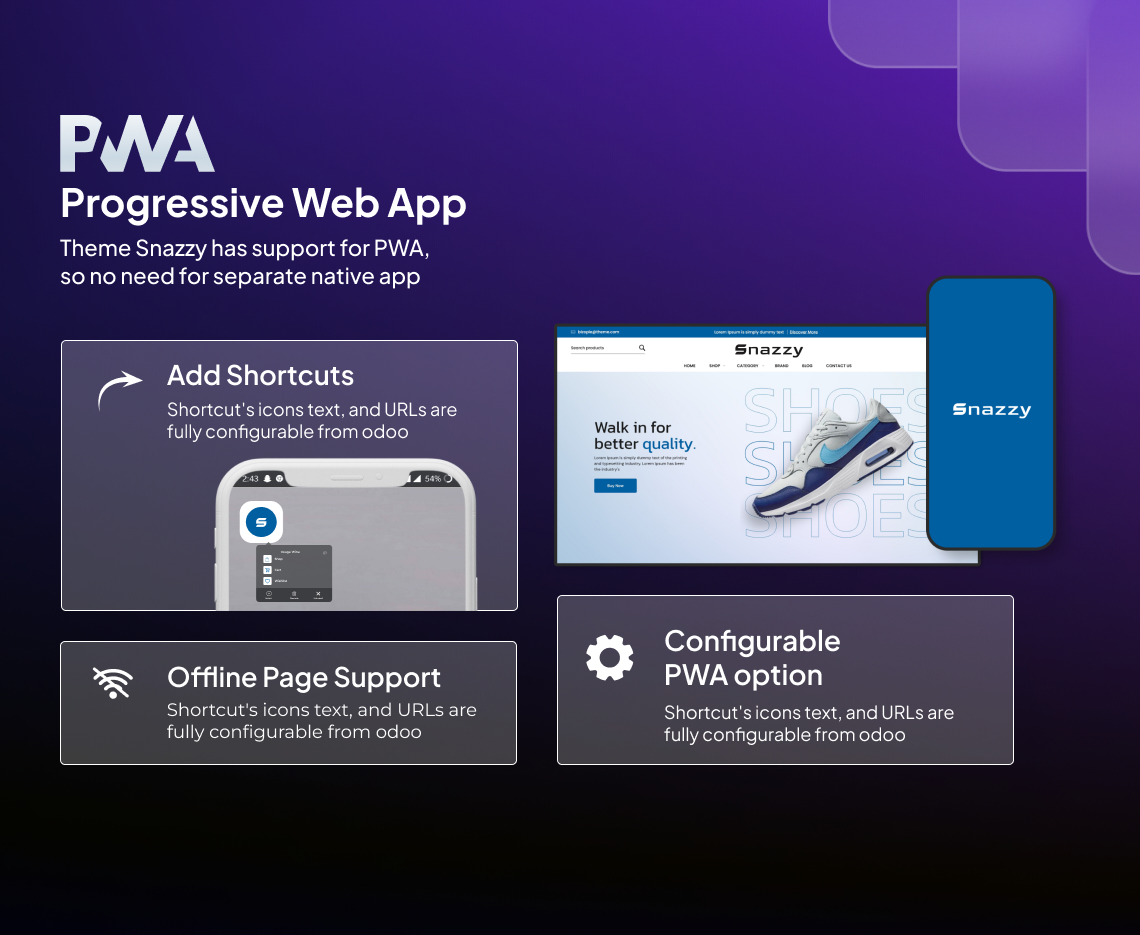 PWA
Progressive Web App
Theme Snazzy has support for PWA,
so no need for separate native app
Add Shortcuts
Shortcut's icons text, and URLs are
fully configurable from odoo
2:43
54%
S
Shop
Cart
Wishlist
Offline Page Support
Shortcut's icons text, and URLs are
fully configurable from odoo
bizople@theme.com
Lorem Ipsum is simply dummy text | Discover More
Search products
Snazzy
HOME SHOP CATEGORY BRAND BLOG CONTACT US
Walk in for
better quality.
Lorem Ipsum is simply dummy text of the printing
and typesetting industry. Lorem Ipsum has been
the industry's
Buy Now
SHOES
SHOES
SHOES
Snazzy
Configurable
PWA option
Shortcut's icons text, and URLs are
fully configurable from odoo